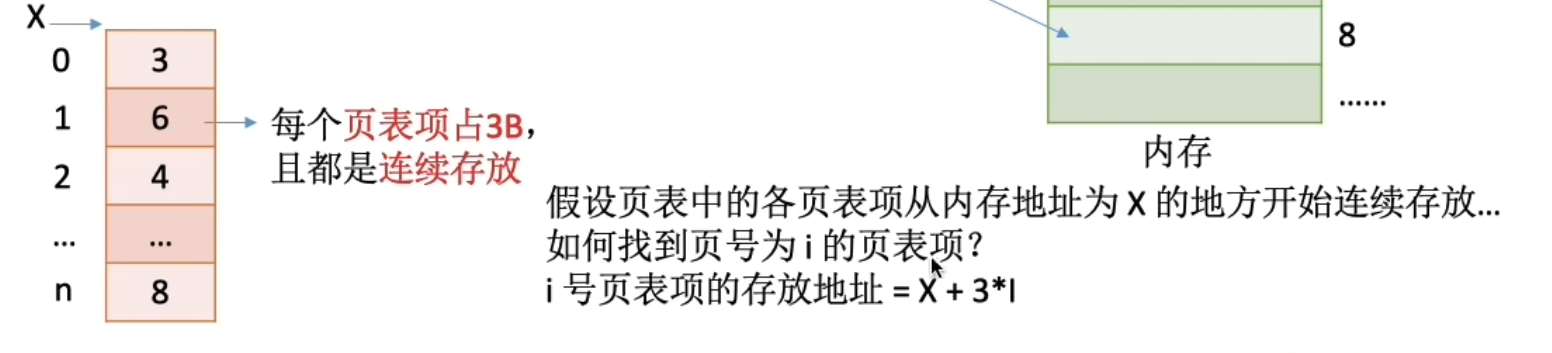 X
0 3
1 6
2 4
... ...
n 8
每个页表项占3B，
且都是连续存放
8
......
内存
假设页表中的各页表项从内存地址为 X 的地方开始连续存放...
如何找到页号为 i 的页表项？
i 号页表项的存放地址 = X + 3*I